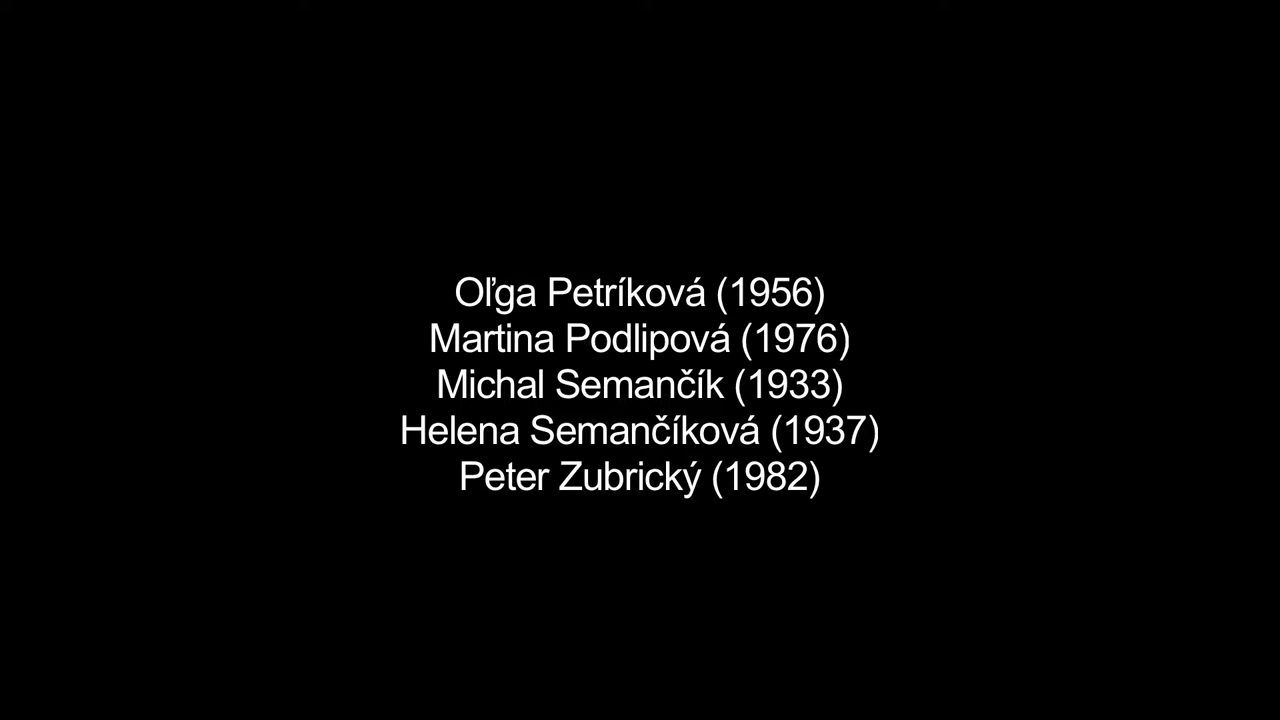 Oľga Petríková (1956)
Martina Podlipová (1976)
Michal Semančík (1933)
Helena Semančíková (1937)
Peter Zubrický (1982)